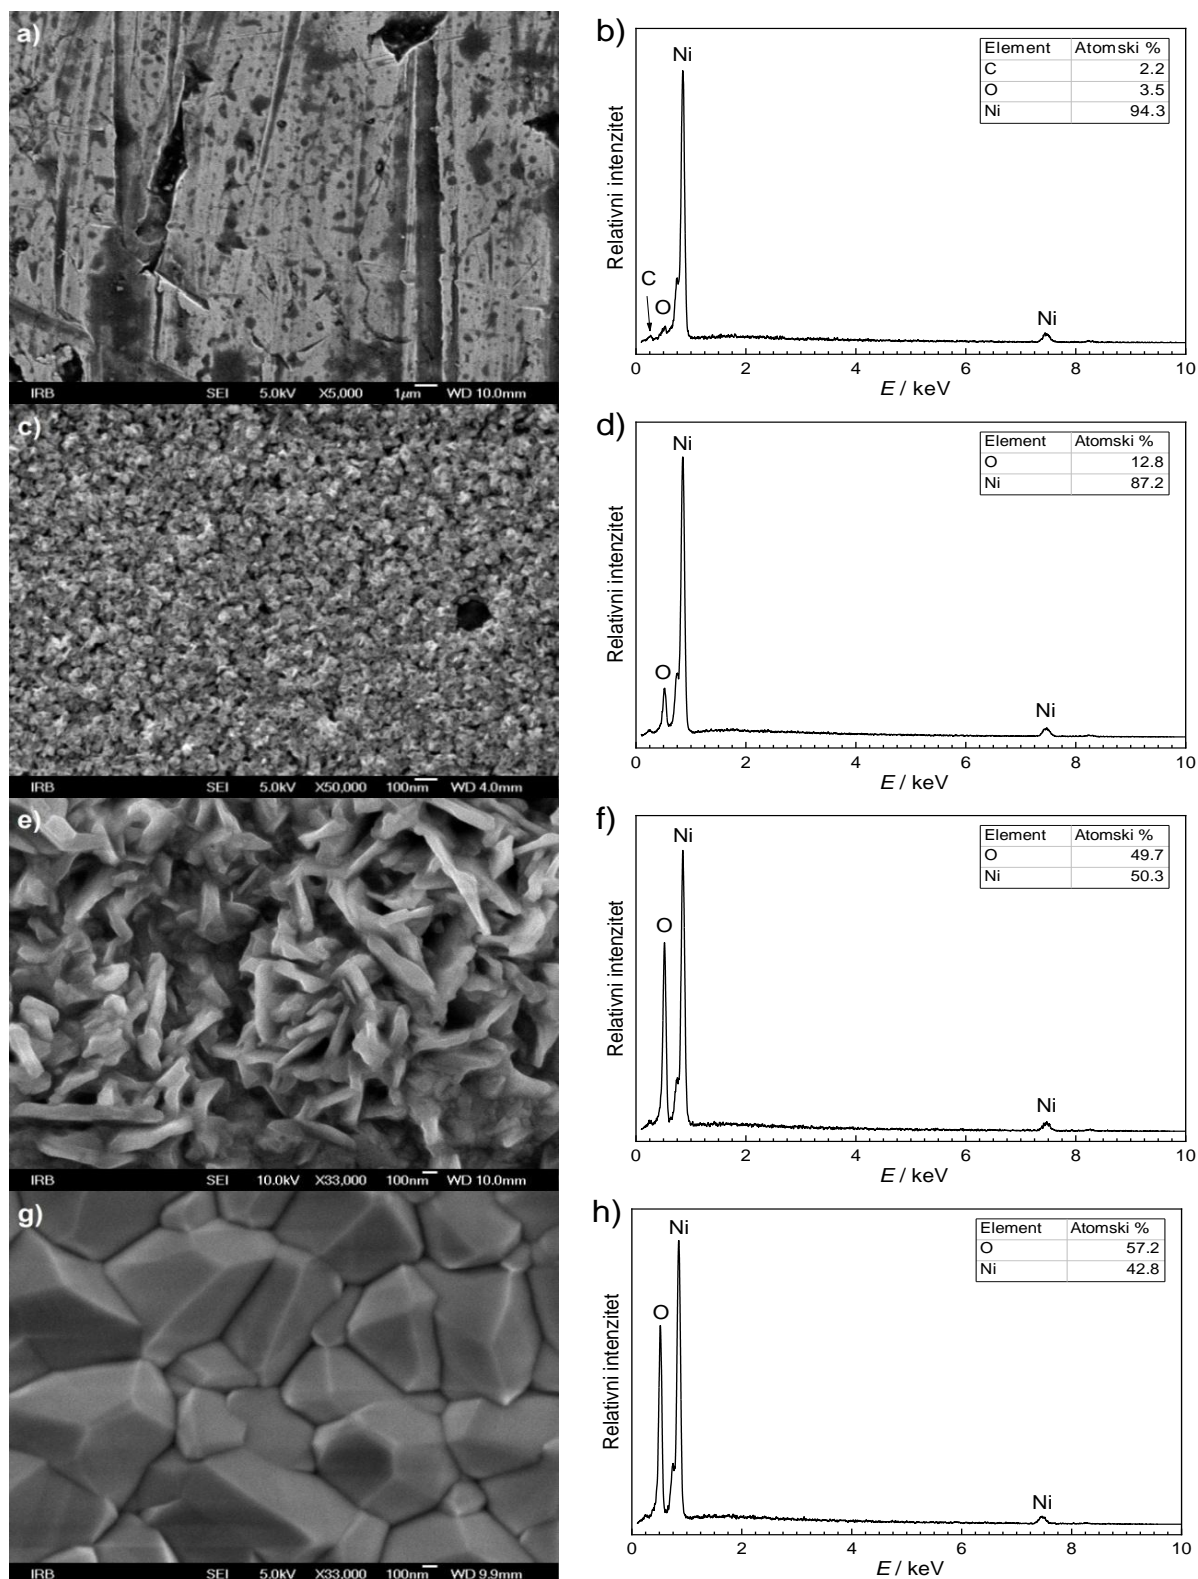 a)
IRB SEI 5.0kV X5,000 1µm WD 10.0mm
b)
Element Atomski %
C 2.2
O 3.5
Ni 94.3
Ni
C
O
Ni
Relativni intenzitet
0 2 4 6 8 10
E / keV
c)
IRB SEI 5.0kV X50,000 100nm WD 4.0mm
d)
Element Atomski %
O 12.8
Ni 87.2
Ni
O
Ni
Relativni intenzitet
0 2 4 6 8 10
E / keV
e)
IRB SEI 10.0kV X33,000 100nm WD 10.0mm
f)
Element Atomski %
O 49.7
Ni 50.3
Ni
O
Ni
Relativni intenzitet
0 2 4 6 8 10
E / keV
g)
IRB SEI 5.0kV X33,000 100nm WD 9.9mm
h)
Element Atomski %
O 57.2
Ni 42.8
Ni
O
Ni
Relativni intenzitet
0 2 4 6 8 10
E / keV